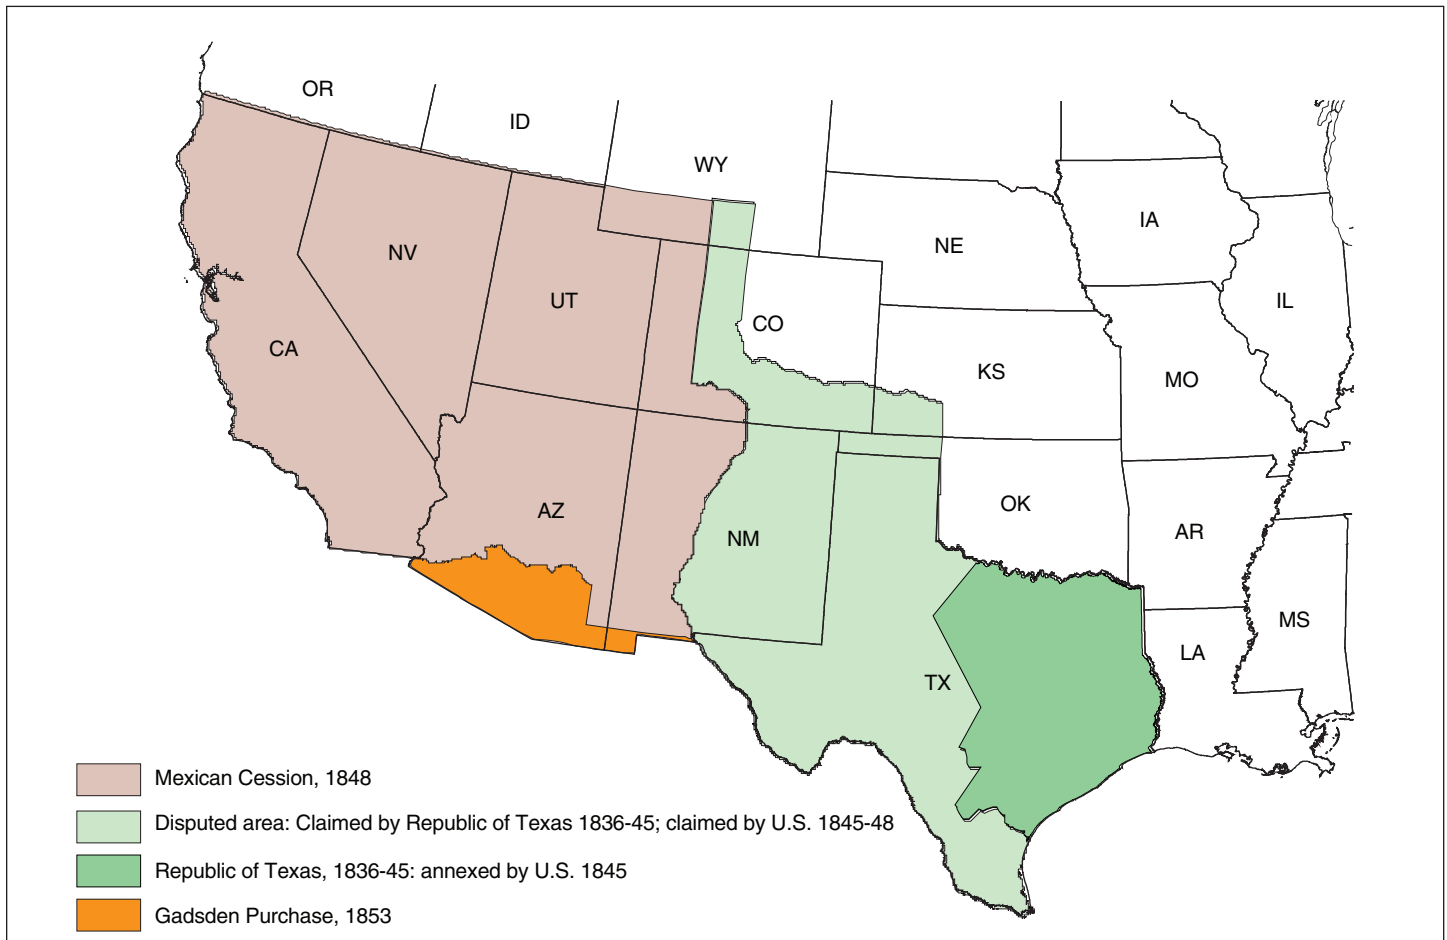 OR
ID
WY
IA
NE
NV
IL
UT
CO
CA
KS
MO
OK
AZ
AR
NM
MS
LA
TX
Mexican Cession, 1848
Disputed area: Claimed by Republic of Texas 1836-45; claimed by U.S. 1845-48
Republic of Texas, 1836-45: annexed by U.S. 1845
Gadsden Purchase, 1853